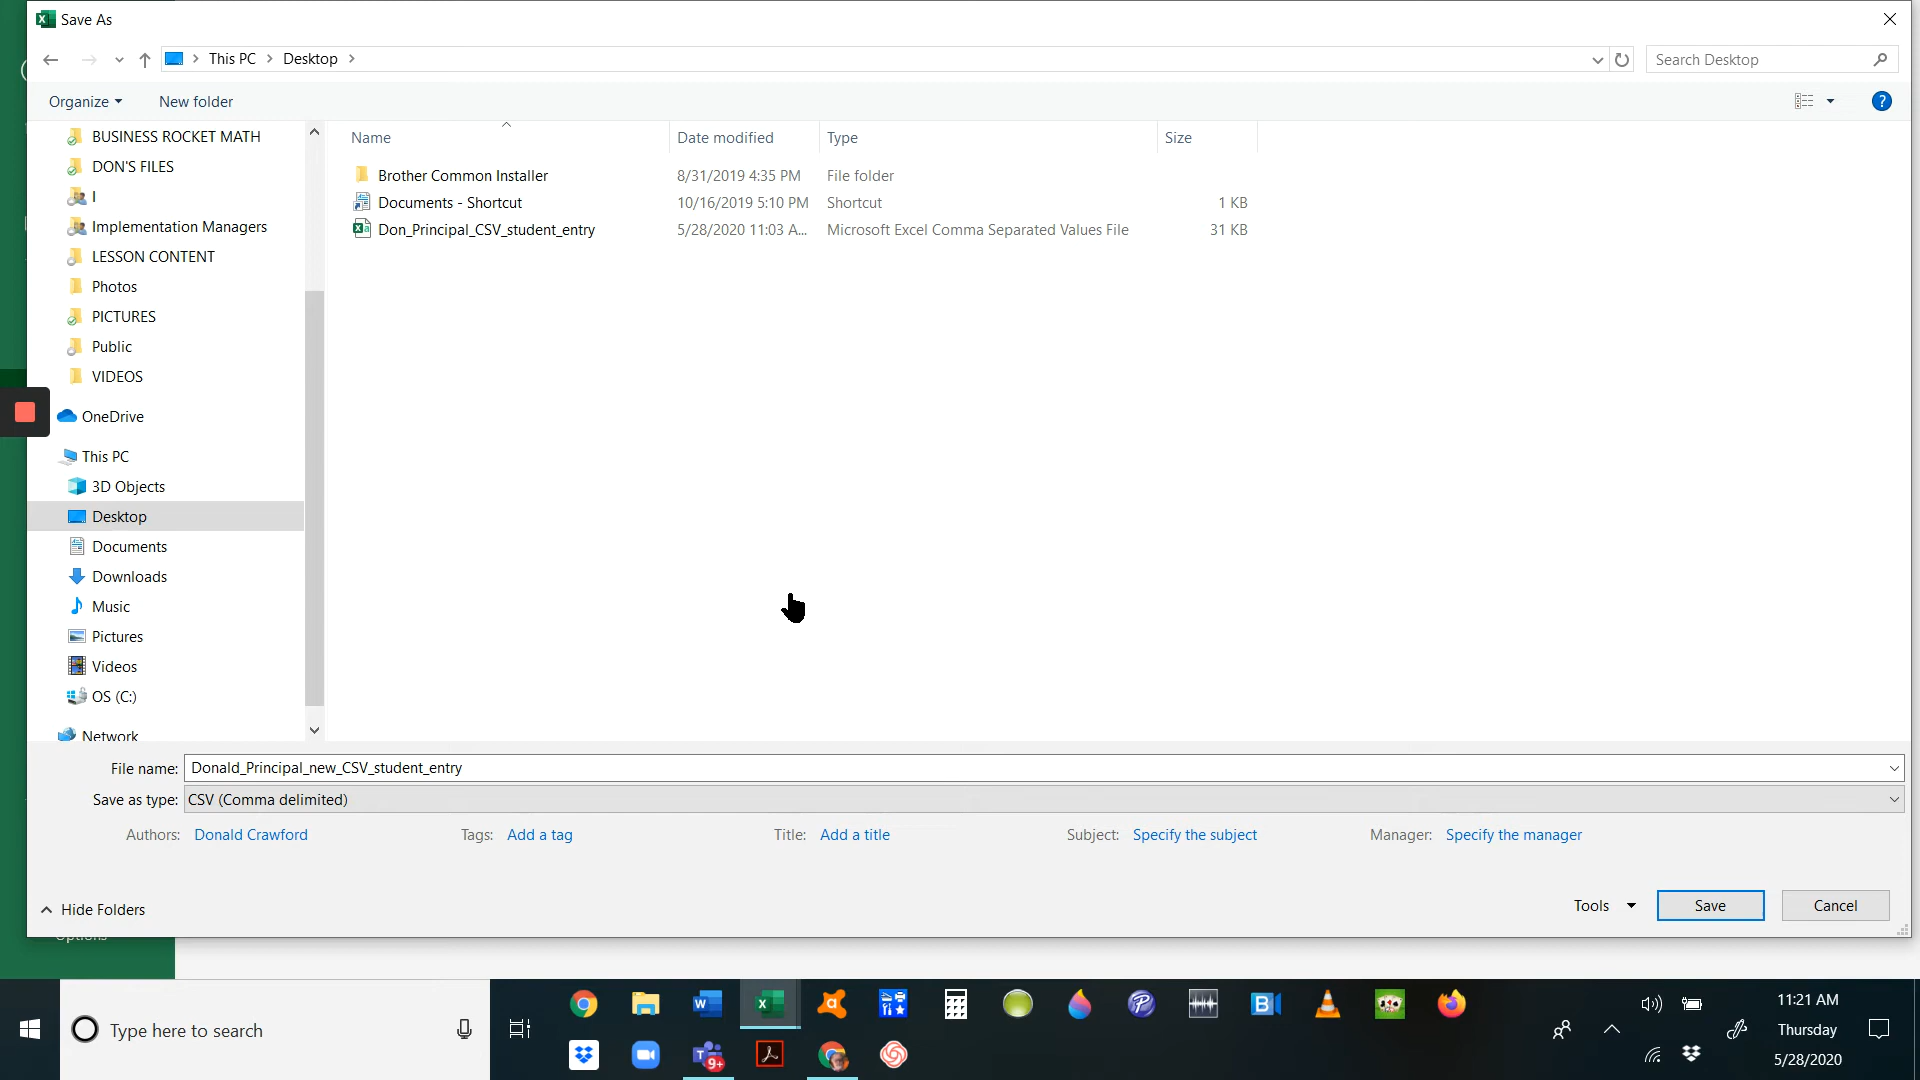 Save As
This PC > Desktop >
Search Desktop
Organize
New folder
?
BUSINESS ROCKET MATH
DON'S FILES
I
Implementation Managers
LESSON CONTENT
Photos
PICTURES
Public
VIDEOS
OneDrive
This PC
3D Objects
Desktop
Documents
Downloads
Music
Pictures
Videos
OS (C:)
Network
Name Date modified Type Size
Brother Common Installer 8/31/2019 4:35 PM File folder
Documents - Shortcut 10/16/2019 5:10 PM Shortcut 1 KB
Don_Principal_CSV_student_entry 5/28/2020 11:03 A... Microsoft Excel Comma Separated Values File 31 KB
File name: Donald_Principal_new_CSV_student_entry
Save as type: CSV (Comma delimited)
Authors: Donald Crawford Tags: Add a tag Title: Add a title Subject: Specify the subject Manager: Specify the manager
Hide Folders
Tools
Save
Cancel
Options
Type here to search
9+
11:21 AM
Thursday
5/28/2020